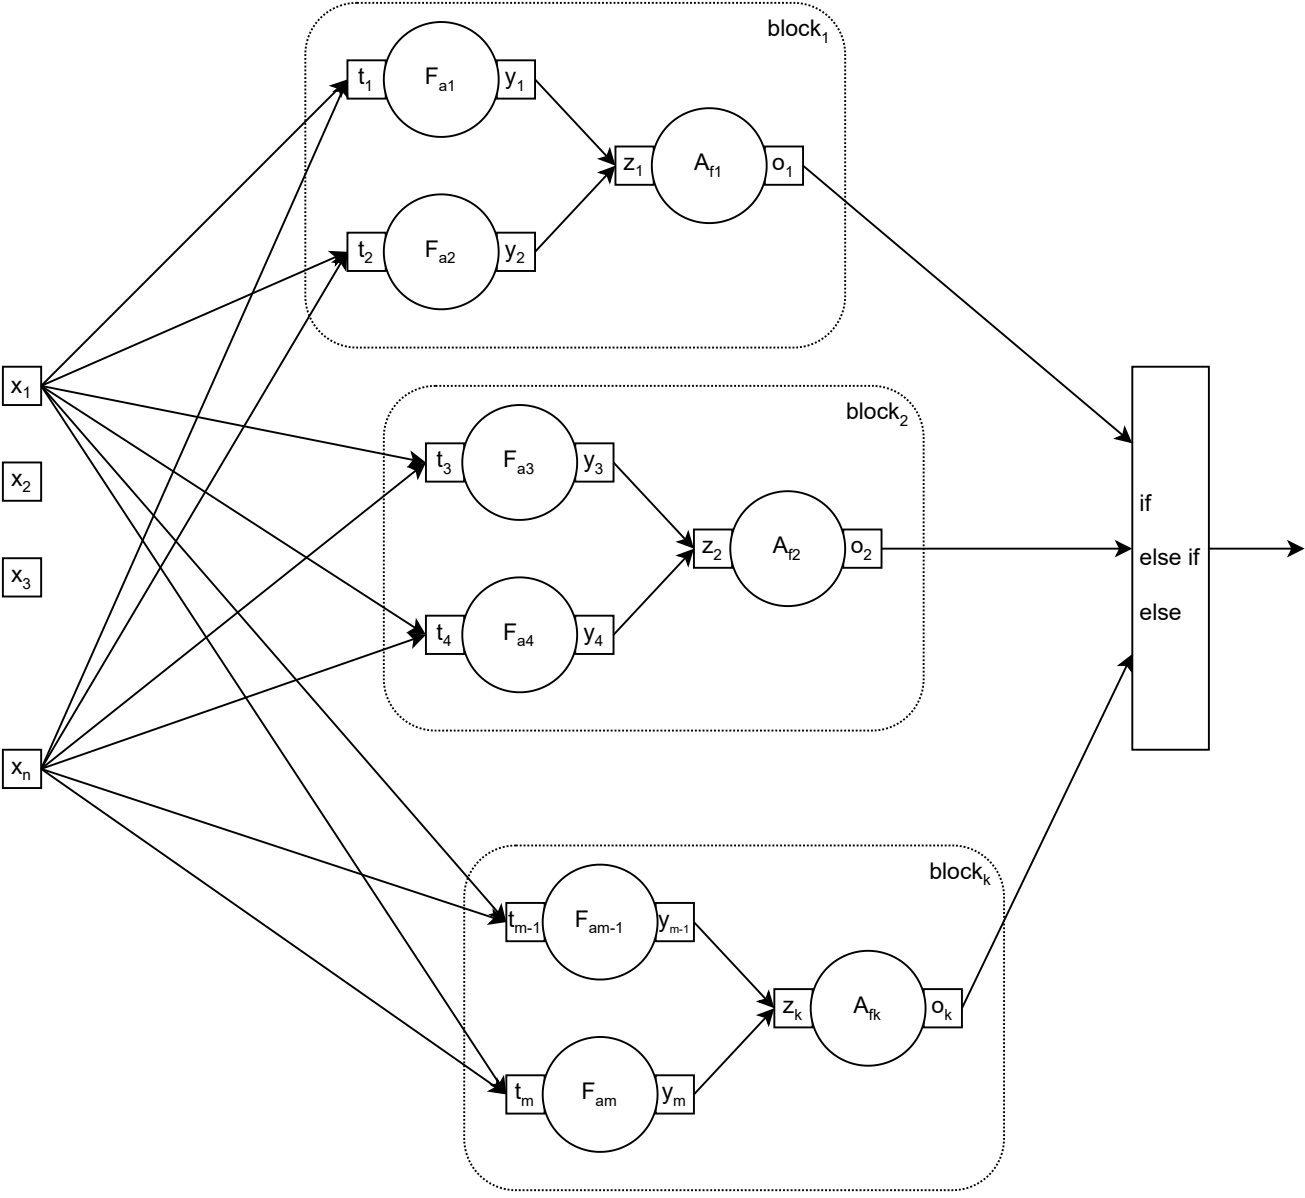 block1
t1 Fa1 y1
z1 Af1 o1
t2 Fa2 y2
x1
x2
x3
xn
block2
t3 Fa3 y3
z2 Af2 o2
t4 Fa4 y4
blockk
tm-1 Fam-1 ym-1
zk Afk ok
tm Fam ym
if
else if
else